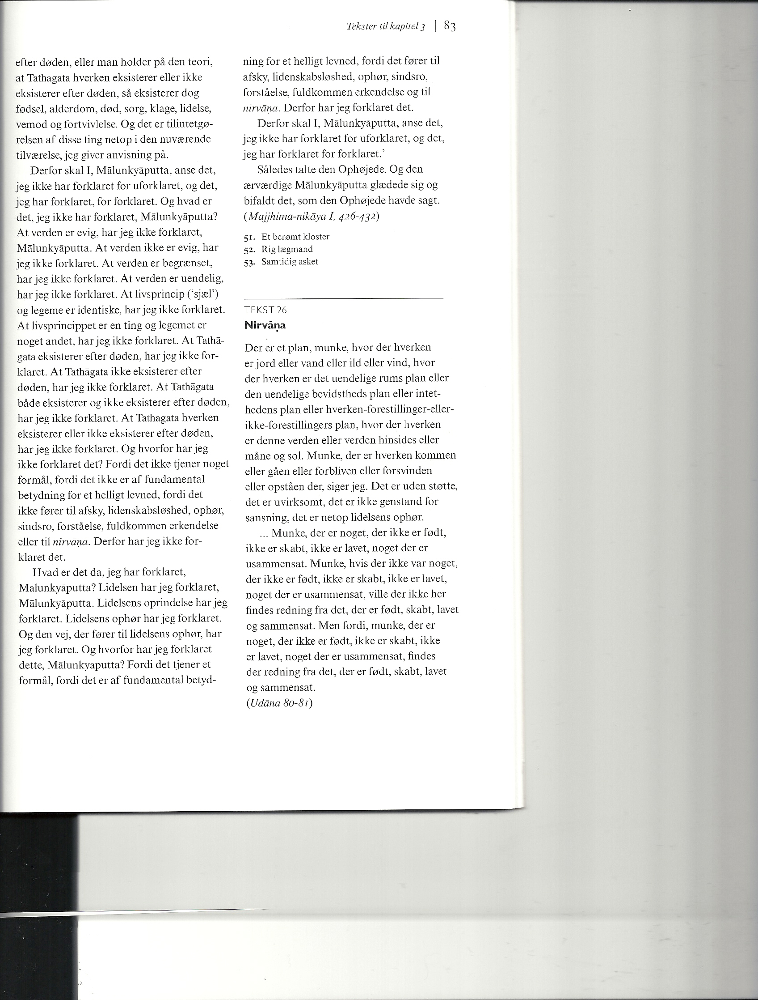 Tekster til kapitel 3 | 83
efter døden, eller man holder på den teori,
at Tathāgata hverken eksisterer eller ikke
eksisterer efter døden, så eksisterer dog
fødsel, alderdom, død, sorg, klage, lidelse,
vemod og fortvivlelse. Og det er tilintetgø-
relsen af disse ting netop i den nuværende
tilværelse, jeg giver anvisning på.
Derfor skal I, Mālunkyāputta, anse det,
jeg ikke har forklaret for uforklaret, og det,
jeg har forklaret, for forklaret. Og hvad er
det, jeg ikke har forklaret, Mālunkyāputta?
At verden er evig, har jeg ikke forklaret,
Mālunkyāputta. At verden ikke er evig, har
jeg ikke forklaret. At verden er begrænset,
har jeg ikke forklaret. At verden er uendelig,
har jeg ikke forklaret. At livsprincip (‘sjæl’)
og legeme er identiske, har jeg ikke forklaret.
At livsprincippet er en ting og legemet er
noget andet, har jeg ikke forklaret. At Tathā-
gata eksisterer efter døden, har jeg ikke for-
klaret. At Tathāgata ikke eksisterer efter
døden, har jeg ikke forklaret. At Tathāgata
både eksisterer og ikke eksisterer efter døden,
har jeg ikke forklaret. At Tathāgata hverken
eksisterer eller ikke eksisterer efter døden,
har jeg ikke forklaret. Og hvorfor har jeg
ikke forklaret det? Fordi det ikke tjener noget
formål, fordi det ikke er af fundamental
betydning for et helligt levned, fordi det
ikke fører til afsky, lidenskabsløshed, ophør,
sindsro, forståelse, fuldkommen erkendelse
eller til nirvāṇa. Derfor har jeg ikke for-
klaret det.
Hvad er det da, jeg har forklaret,
Mālunkyāputta? Lidelsen har jeg forklaret,
Mālunkyāputta. Lidelsens oprindelse har jeg
forklaret. Lidelsens ophør har jeg forklaret.
Og den vej, der fører til lidelsens ophør, har
jeg forklaret. Og hvorfor har jeg forklaret
dette, Mālunkyāputta? Fordi det tjener et
formål, fordi det er af fundamental betyd-
ning for et helligt levned, fordi det fører til
afsky, lidenskabsløshed, ophør, sindsro,
forståelse, fuldkommen erkendelse og til
nirvāṇa. Derfor har jeg forklaret det.
Derfor skal I, Mālunkyāputta, anse det,
jeg ikke har forklaret for uforklaret, og det,
jeg har forklaret for forklaret.’
Således talte den Ophøjede. Og den
ærværdige Mālunkyāputta glædede sig og
bifaldt det, som den Ophøjede havde sagt.
(Majjhima-nikāya I, 426-432)
51. Et berømt kloster
52. Rig lægmand
53. Samtidig asket
TEKST 26
Nirvāṇa
Der er et plan, munke, hvor der hverken
er jord eller vand eller ild eller vind, hvor
der hverken er det uendelige rums plan eller
den uendelige bevidstheds plan eller intet-
hedens plan eller hverken-forestillinger-eller-
ikke-forestillingers plan, hvor der hverken
er denne verden eller verden hinsides eller
måne og sol. Munke, der er hverken kommen
eller gåen eller forbliven eller forsvinden
eller opståen der, siger jeg. Det er uden støtte,
det er uvirksomt, det er ikke genstand for
sansning, det er netop lidelsens ophør.
... Munke, der er noget, der ikke er født,
ikke er skabt, ikke er lavet, noget der er
usammensat. Munke, hvis der ikke var noget,
der ikke er født, ikke er skabt, ikke er lavet,
noget der er usammensat, ville der ikke her
findes redning fra det, der er født, skabt, lavet
og sammensat. Men fordi, munke, der er
noget, der ikke er født, ikke er skabt, ikke
er lavet, noget der er usammensat, findes
der redning fra det, der er født, skabt, lavet
og sammensat.
(Udāna 80-81)